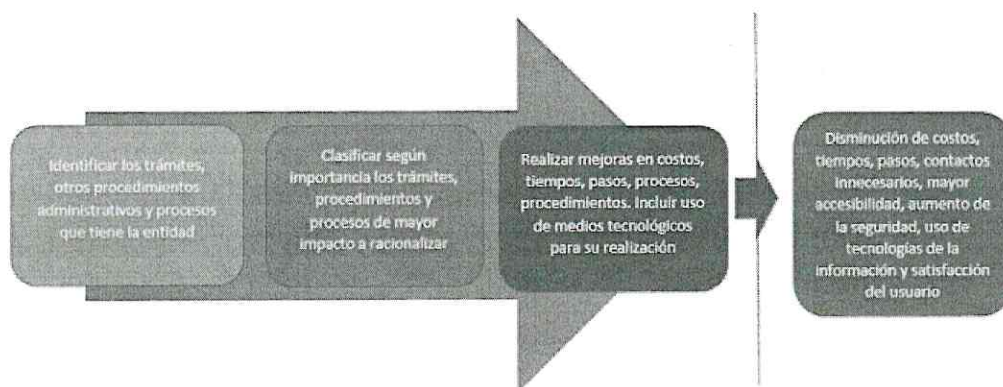 Identificar los trámites,
otros procedimientos
administrativos y procesos
que tiene la entidad
Clasificar según
importancia los trámites,
procedimientos y
procesos de mayor
impacto a racionalizar
Realizar mejoras en costos,
tiempos, pasos, procesos,
procedimientos. Incluir uso
de medios tecnológicos
para su realización
Disminución de costos,
tiempos, pasos, contactos
innecesarios, mayor
accesibilidad, aumento de
la seguridad, uso de
tecnologías de la
información y satisfacción
del usuario